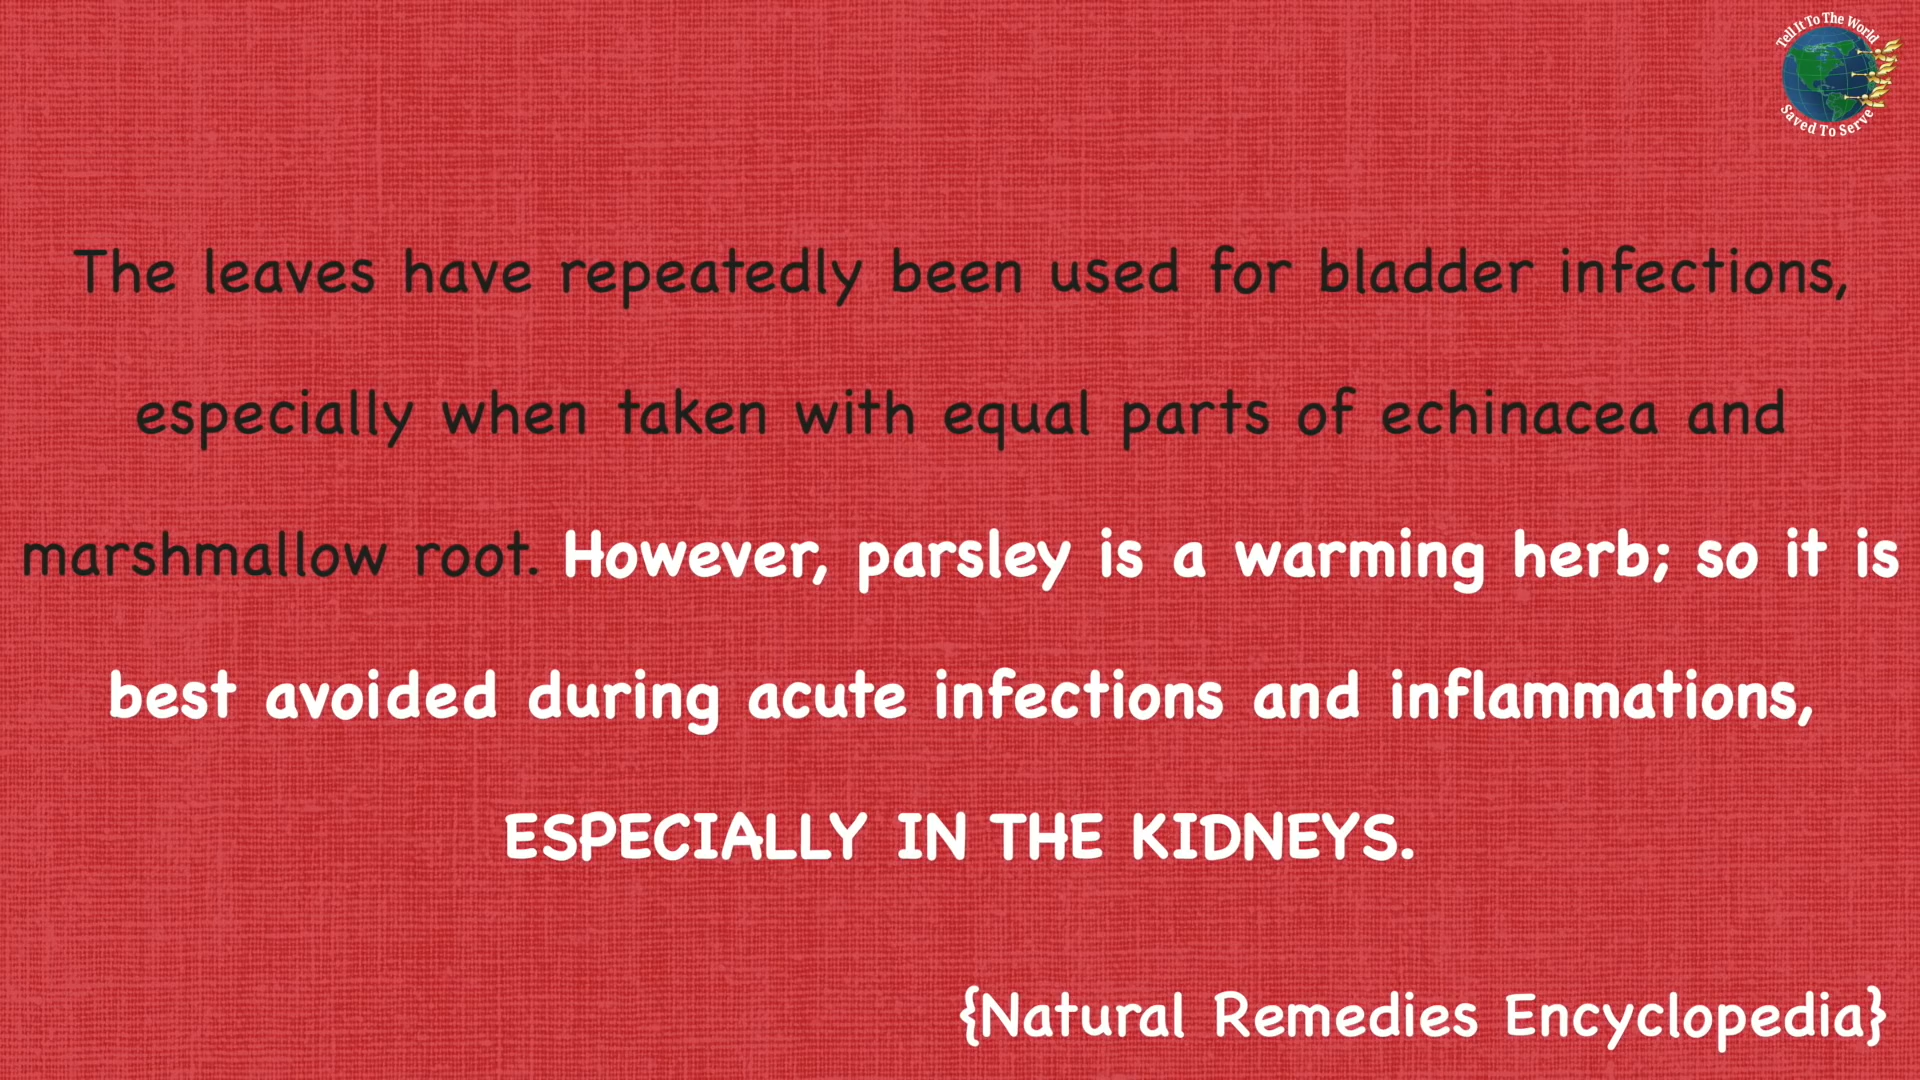 Tell It To The World
Saved To Serve
The leaves have repeatedly been used for bladder infections,
especially when taken with equal parts of echinacea and
marshmallow root. However, parsley is a warming herb; so it is
best avoided during acute infections and inflammations,
ESPECIALLY IN THE KIDNEYS.
{Natural Remedies Encyclopedia}